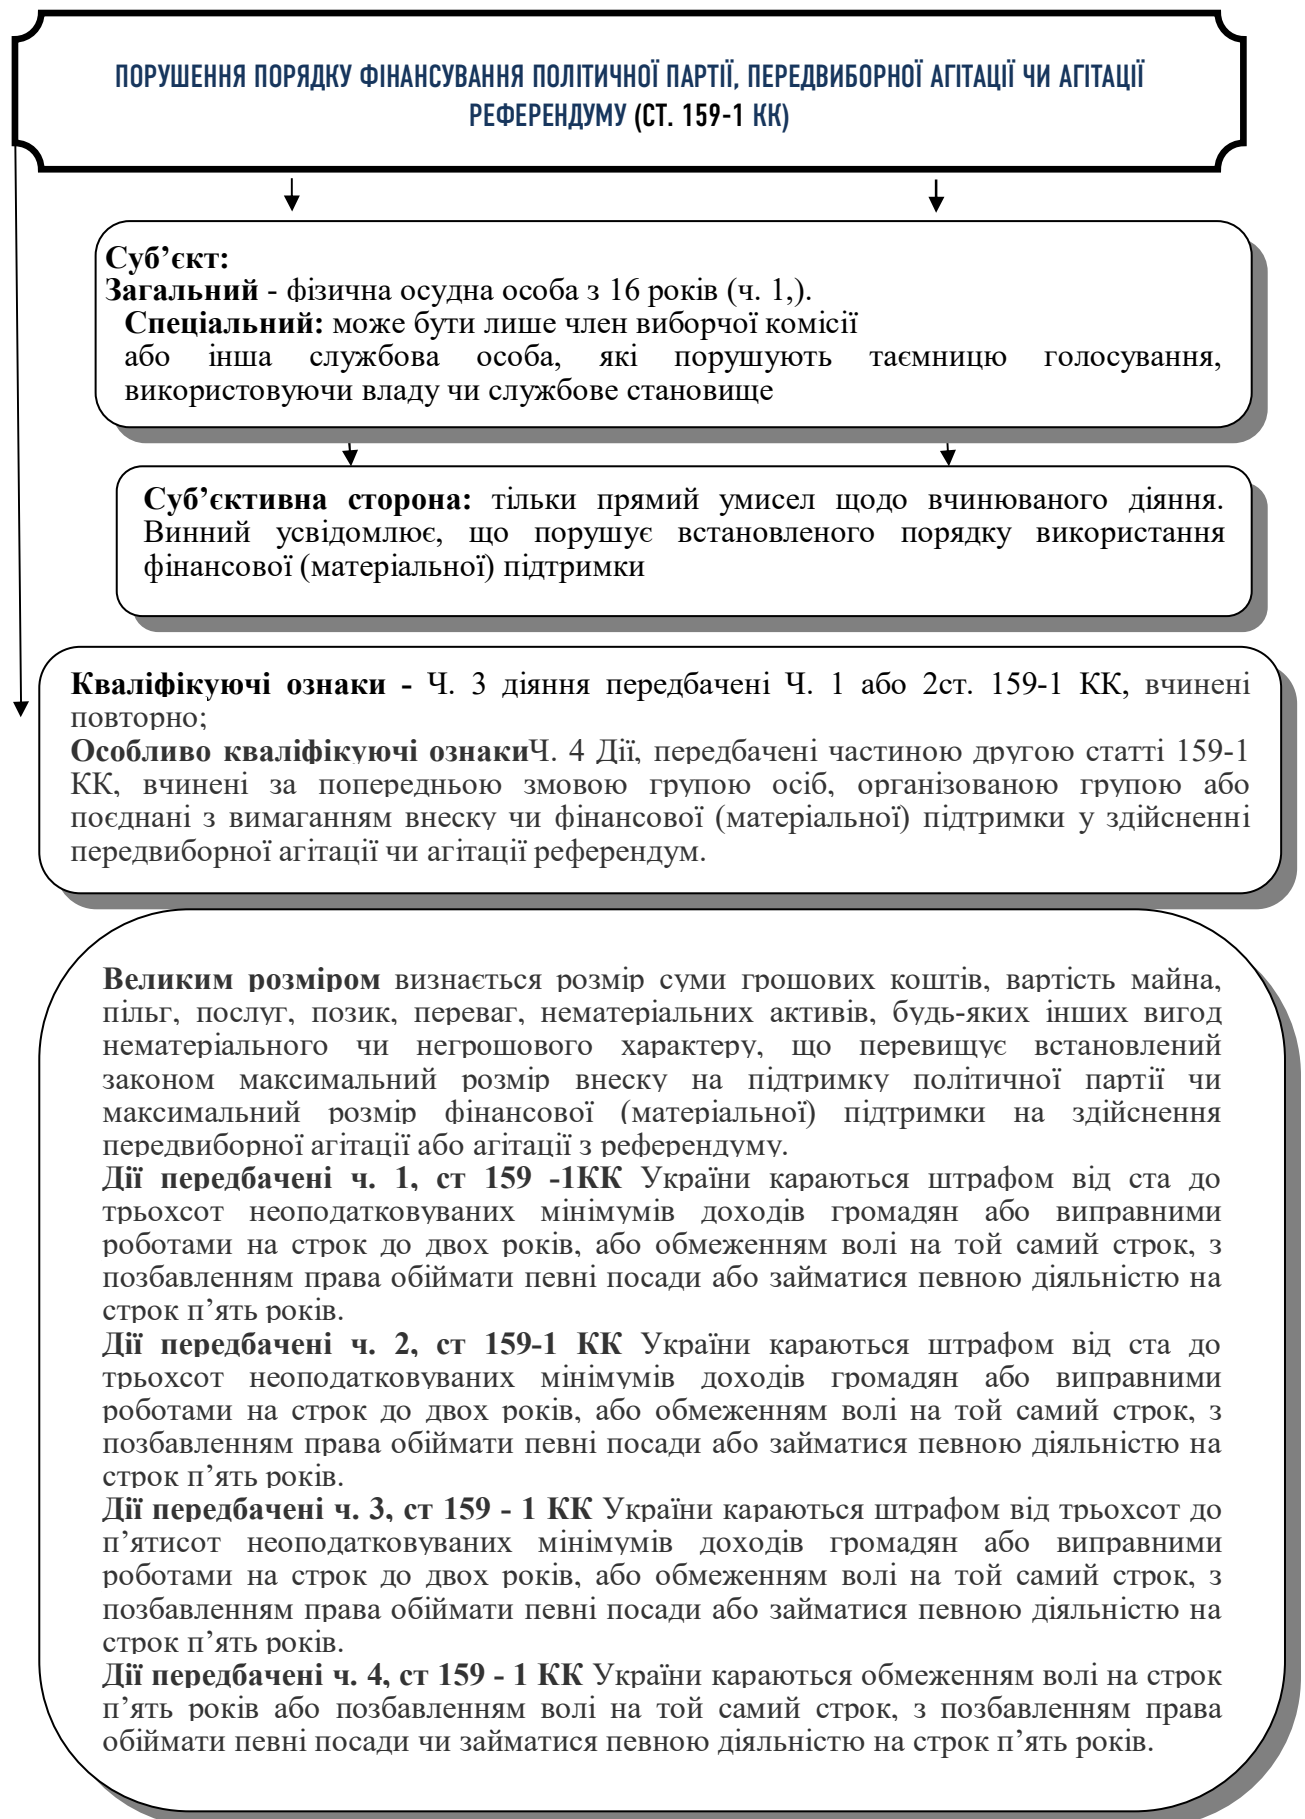 ПОРУШЕННЯ ПОРЯДКУ ФІНАНСУВАННЯ ПОЛІТИЧНОЇ ПАРТІЇ, ПЕРЕДВИБОРНОЇ АГІТАЦІЇ ЧИ АГІТАЦІЇ
РЕФЕРЕНДУМУ (СТ. 159-1 КК)
Суб’єкт:
Загальний - фізична осудна особа з 16 років (ч. 1,).
Спеціальний: може бути лише член виборчої комісії
або інша службова особа, які порушують таємницю голосування,
використовуючи владу чи службове становище
Суб’єктивна сторона: тільки прямий умисел щодо вчинюваного діяння.
Винний усвідомлює, що порушує встановленого порядку використання
фінансової (матеріальної) підтримки
Кваліфікуючі ознаки - Ч. 3 діяння передбачені Ч. 1 або 2ст. 159-1 КК, вчинені
повторно;
Особливо кваліфікуючі ознакиЧ. 4 Дії, передбачені частиною другою статті 159-1
КК, вчинені за попередньою змовою групою осіб, організованою групою або
поєднані з вимаганням внеску чи фінансової (матеріальної) підтримки у здійсненні
передвиборної агітації чи агітації референдум.
Великим розміром визнається розмір суми грошових коштів, вартість майна,
пільг, послуг, позик, переваг, нематеріальних активів, будь-яких інших вигод
нематеріального чи негрошового характеру, що перевищує встановлений
законом максимальний розмір внеску на підтримку політичної партії чи
максимальний розмір фінансової (матеріальної) підтримки на здійснення
передвиборної агітації або агітації з референдуму.
Дії передбачені ч. 1, ст 159 -1КК України караються штрафом від ста до
трьохсот неоподатковуваних мінімумів доходів громадян або виправними
роботами на строк до двох років, або обмеженням волі на той самий строк, з
позбавленням права обіймати певні посади або займатися певною діяльністю на
строк п’ять років.
Дії передбачені ч. 2, ст 159-1 КК України караються штрафом від ста до
трьохсот неоподатковуваних мінімумів доходів громадян або виправними
роботами на строк до двох років, або обмеженням волі на той самий строк, з
позбавленням права обіймати певні посади або займатися певною діяльністю на
строк п’ять років.
Дії передбачені ч. 3, ст 159 - 1 КК України караються штрафом від трьохсот до
п’ятисот неоподатковуваних мінімумів доходів громадян або виправними
роботами на строк до двох років, або обмеженням волі на той самий строк, з
позбавленням права обіймати певні посади або займатися певною діяльністю на
строк п’ять років.
Дії передбачені ч. 4, ст 159 - 1 КК України караються обмеженням волі на строк
п’ять років або позбавленням волі на той самий строк, з позбавленням права
обіймати певні посади чи займатися певною діяльністю на строк п’ять років.